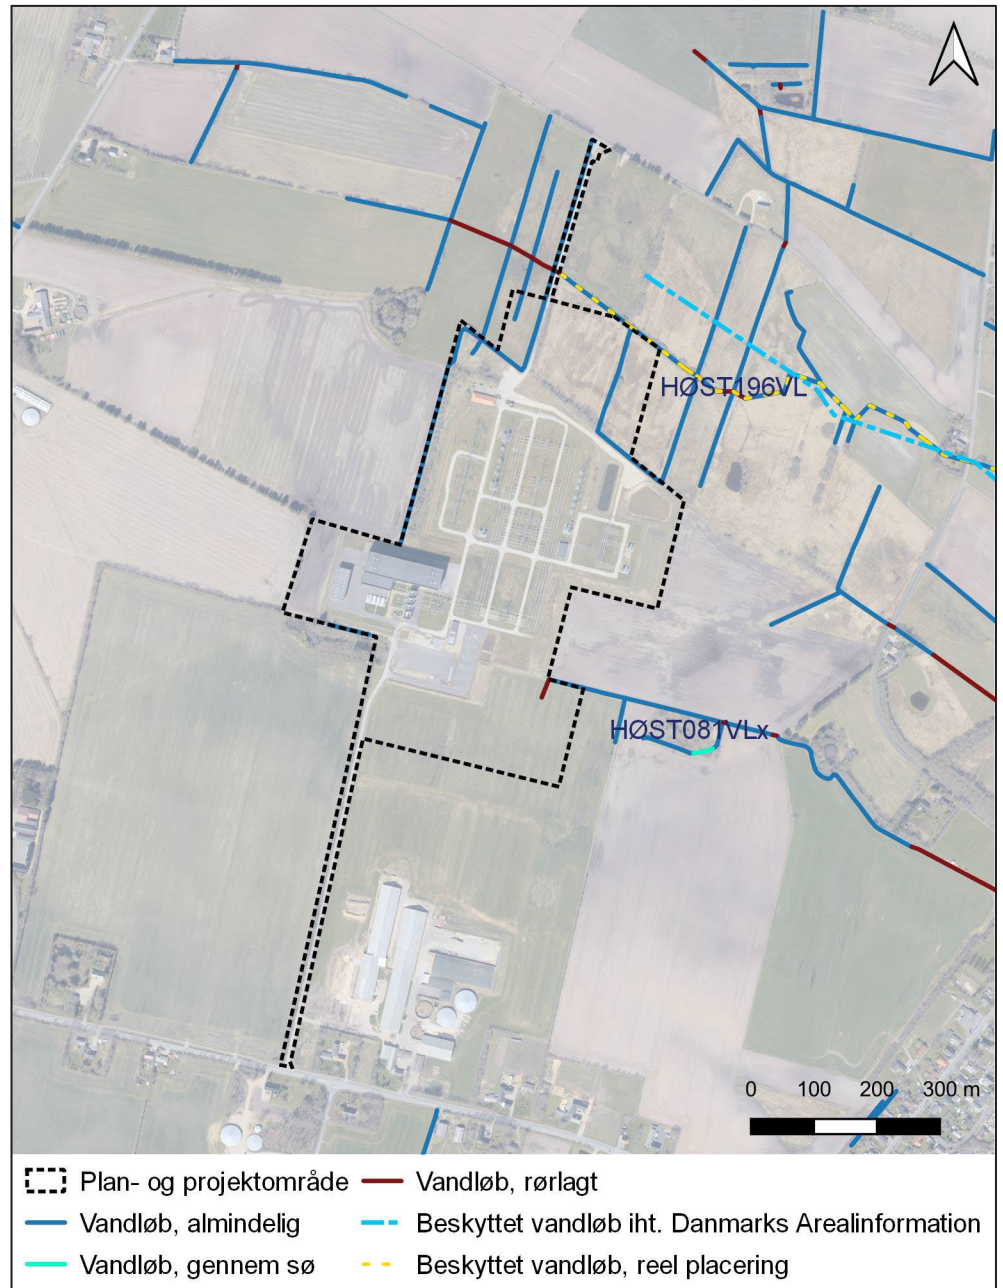 HØST196VL
HØST081VLx
0 100 200 300 m
Plan- og projektområde
Vandløb, rørlagt
Vandløb, almindelig
Beskyttet vandløb iht. Danmarks Arealinformation
Vandløb, gennem sø
Beskyttet vandløb, reel placering